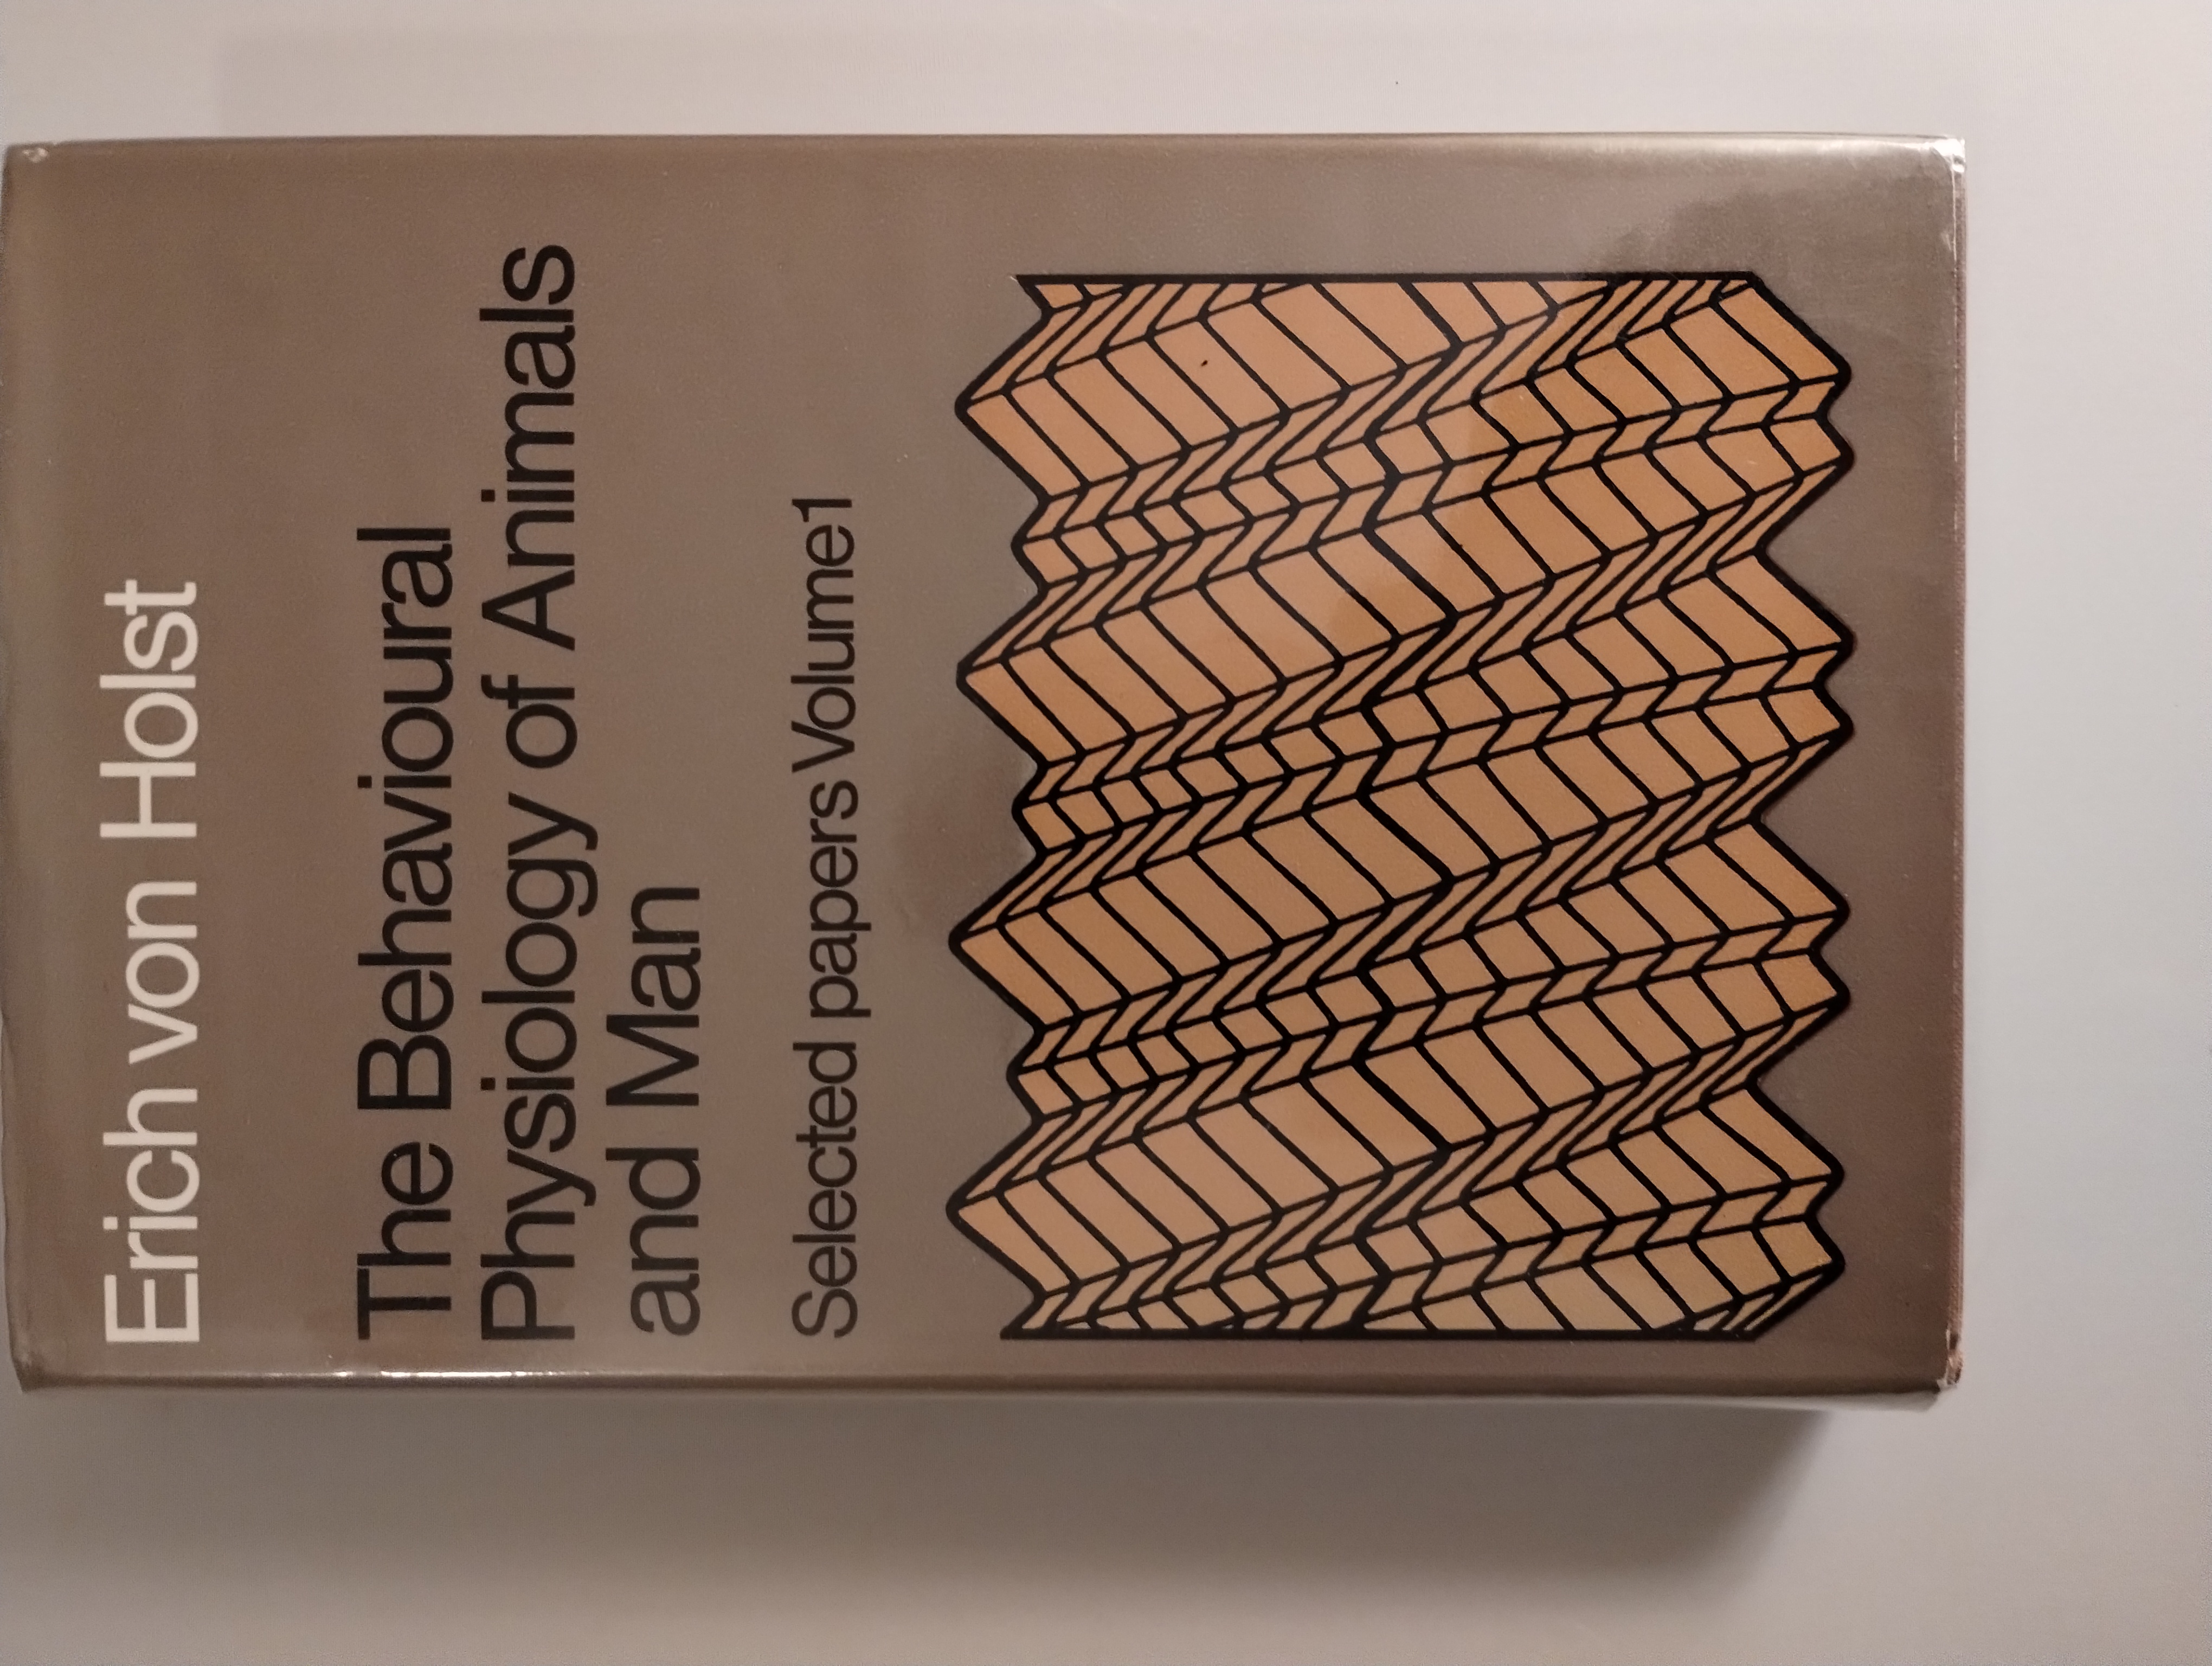 Erich von Holst
The Behavioural
Physiology of Animals
and Man
Selected papers Volume1